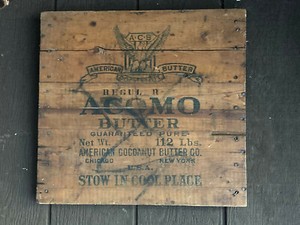 A·C·B
AMERICAN BUTTER
ACOMO
BUTTER
GUARANTEED PURE
Net Wt. 112 Lbs.
AMERICAN COCOANUT BUTTER CO.
CHICAGO NEW YORK
U.S.A.
STOW IN COOL PLACE